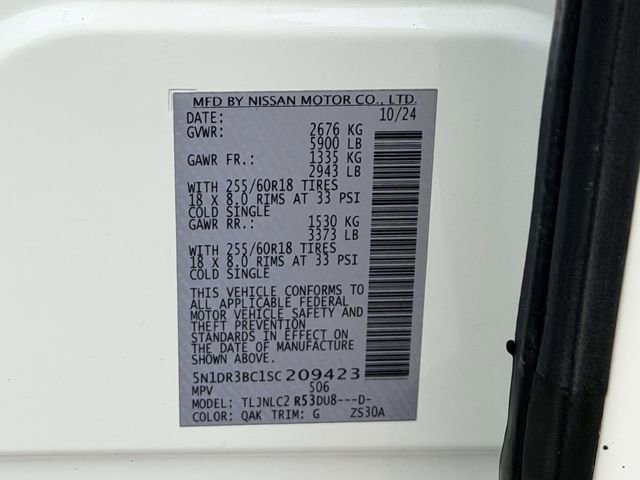 MFD BY NISSAN MOTOR CO., LTD.
DATE: 10/24
GVWR: 2676 KG
5900 LB
GAWR FR.: 1335 KG
2943 LB
WITH 255/60R18 TIRES
18 X 8.0 RIMS AT 33 PSI
COLD SINGLE
GAWR RR.: 1530 KG
3373 LB
WITH 255/60R18 TIRES
18 X 8.0 RIMS AT 33 PSI
COLD SINGLE
THIS VEHICLE CONFORMS TO
ALL APPLICABLE FEDERAL
MOTOR VEHICLE SAFETY AND
THEFT PREVENTION
STANDARDS IN EFFECT ON
THE DATE OF MANUFACTURE
SHOWN ABOVE.
5N1DR3BC1SC209423
MPV 506
MODEL: TLJNLC2 R53DU8---D-
COLOR: QAK TRIM: G ZS30A